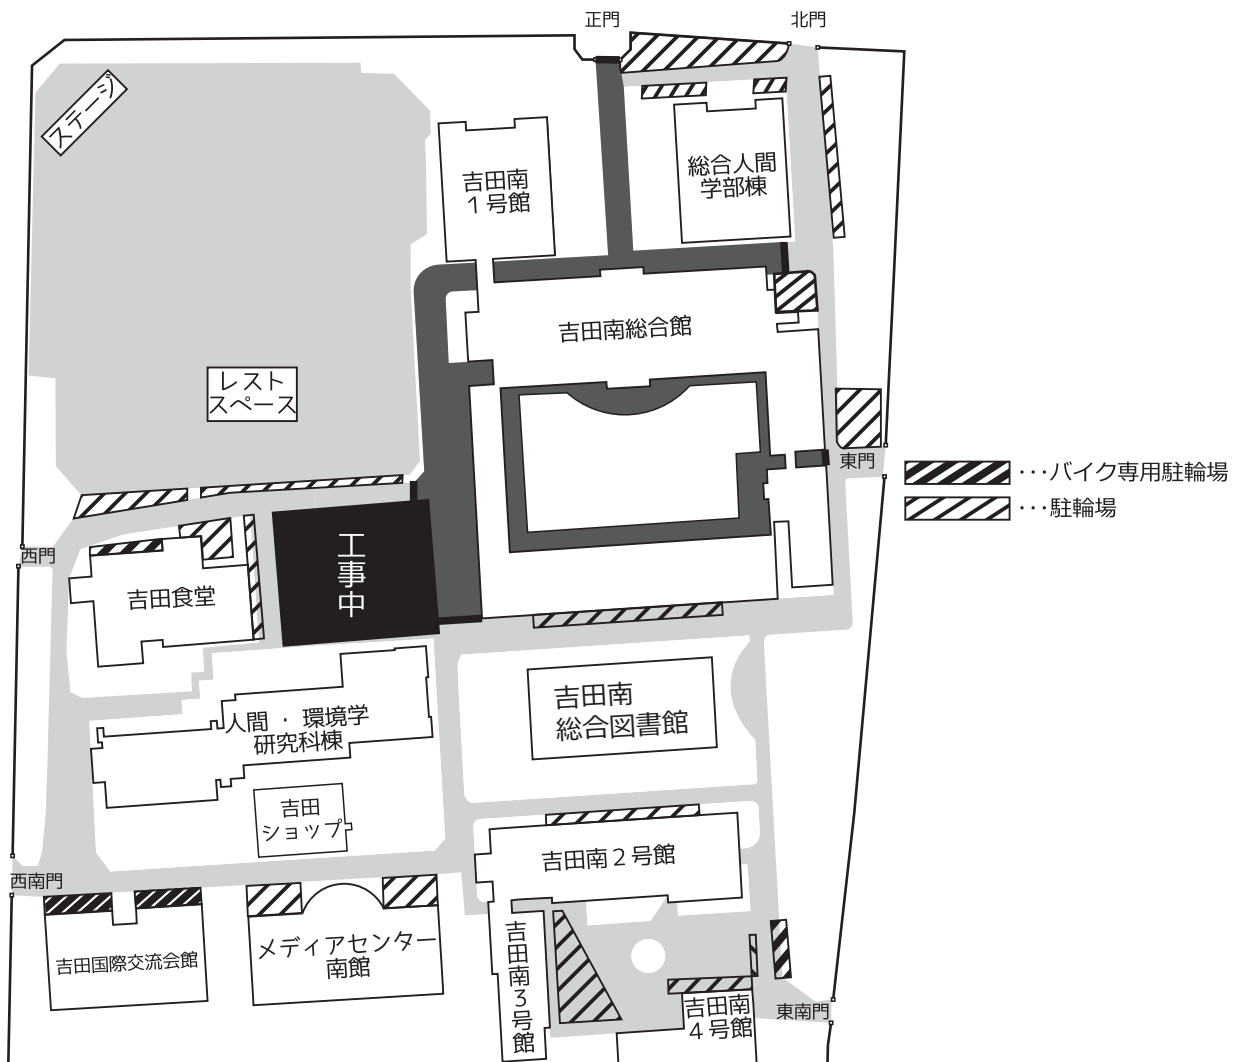 正門
北門
ステージ
吉田南
１号館
総合人間
学部棟
吉田南総合館
レスト
スペース
東門
･･･バイク専用駐輪場
･･･駐輪場
西門
吉田食堂
工事中
吉田南
総合図書館
人間・環境学
研究科棟
吉田
ショップ
吉田南２号館
西南門
吉田国際交流会館
メディアセンター
南館
吉田南３号館
吉田南
４号館
東南門